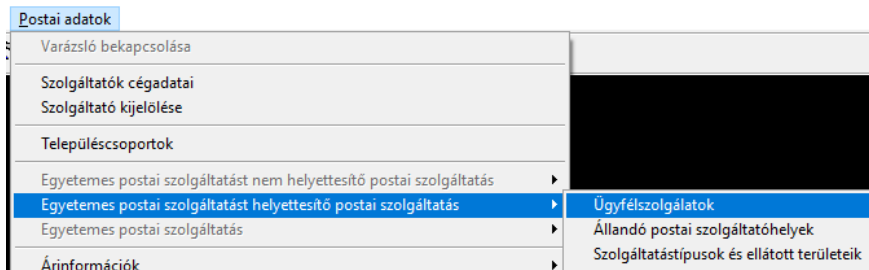 Postai adatok
Varázsló bekapcsolása
Szolgáltatók cégadatai
Szolgáltató kijelölése
Településcsoportok
Egyetemes postai szolgáltatást nem helyettesítő postai szolgáltatás
Egyetemes postai szolgáltatást helyettesítő postai szolgáltatás
Ügyfélszolgálatok
Egyetemes postai szolgáltatás
Állandó postai szolgáltatóhelyek
Szolgáltatástípusok és ellátott területeik
Árinformációk